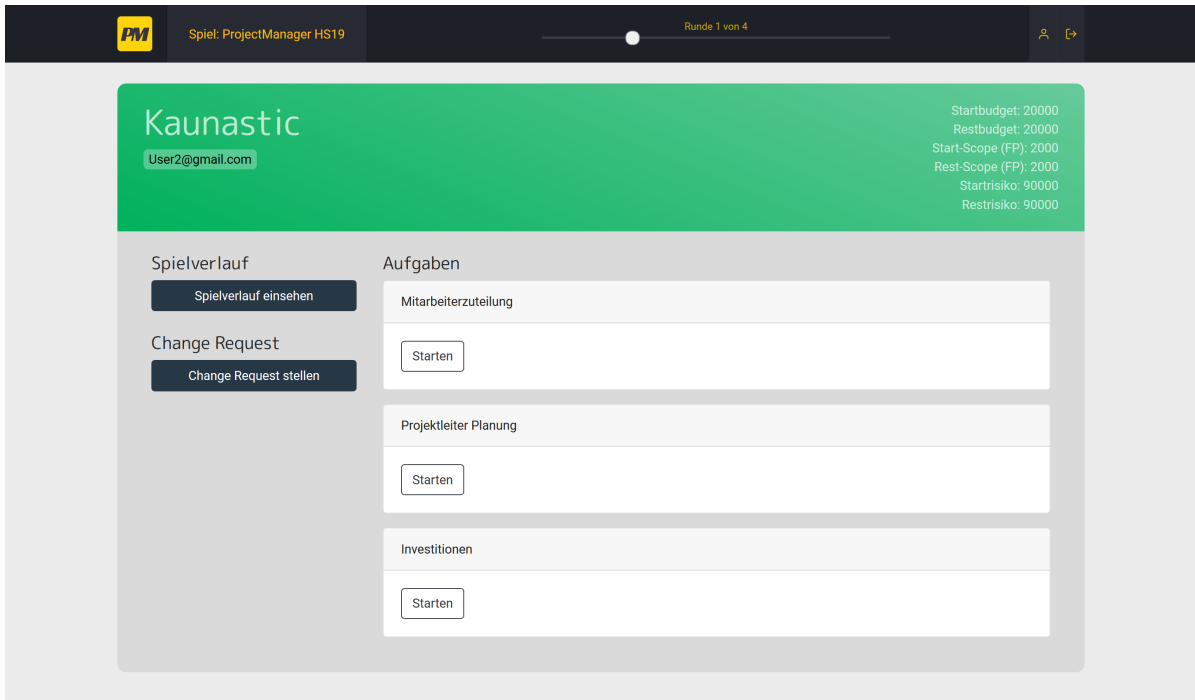 PM
Spiel: ProjectManager HS19
Runde 1 von 4
Kaunastic
User2@gmail.com
Startbudget: 20000
Restbudget: 20000
Start-Scope (FP): 2000
Rest-Scope (FP): 2000
Startrisiko: 90000
Restrisiko: 90000
Spielverlauf
Spielverlauf einsehen
Change Request
Change Request stellen
Aufgaben
Mitarbeiterzuteilung
Starten
Projektleiter Planung
Starten
Investitionen
Starten